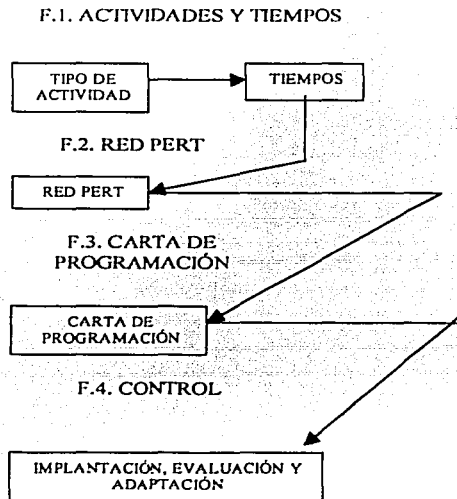 F.1. ACTIVIDADES Y TIEMPOS
TIPO DE
ACTIVIDAD
TIEMPOS
F.2. RED PERT
RED PERT
F.3. CARTA DE
PROGRAMACIÓN
CARTA DE
PROGRAMACIÓN
F.4. CONTROL
IMPLANTACIÓN, EVALUACIÓN Y
ADAPTACIÓN